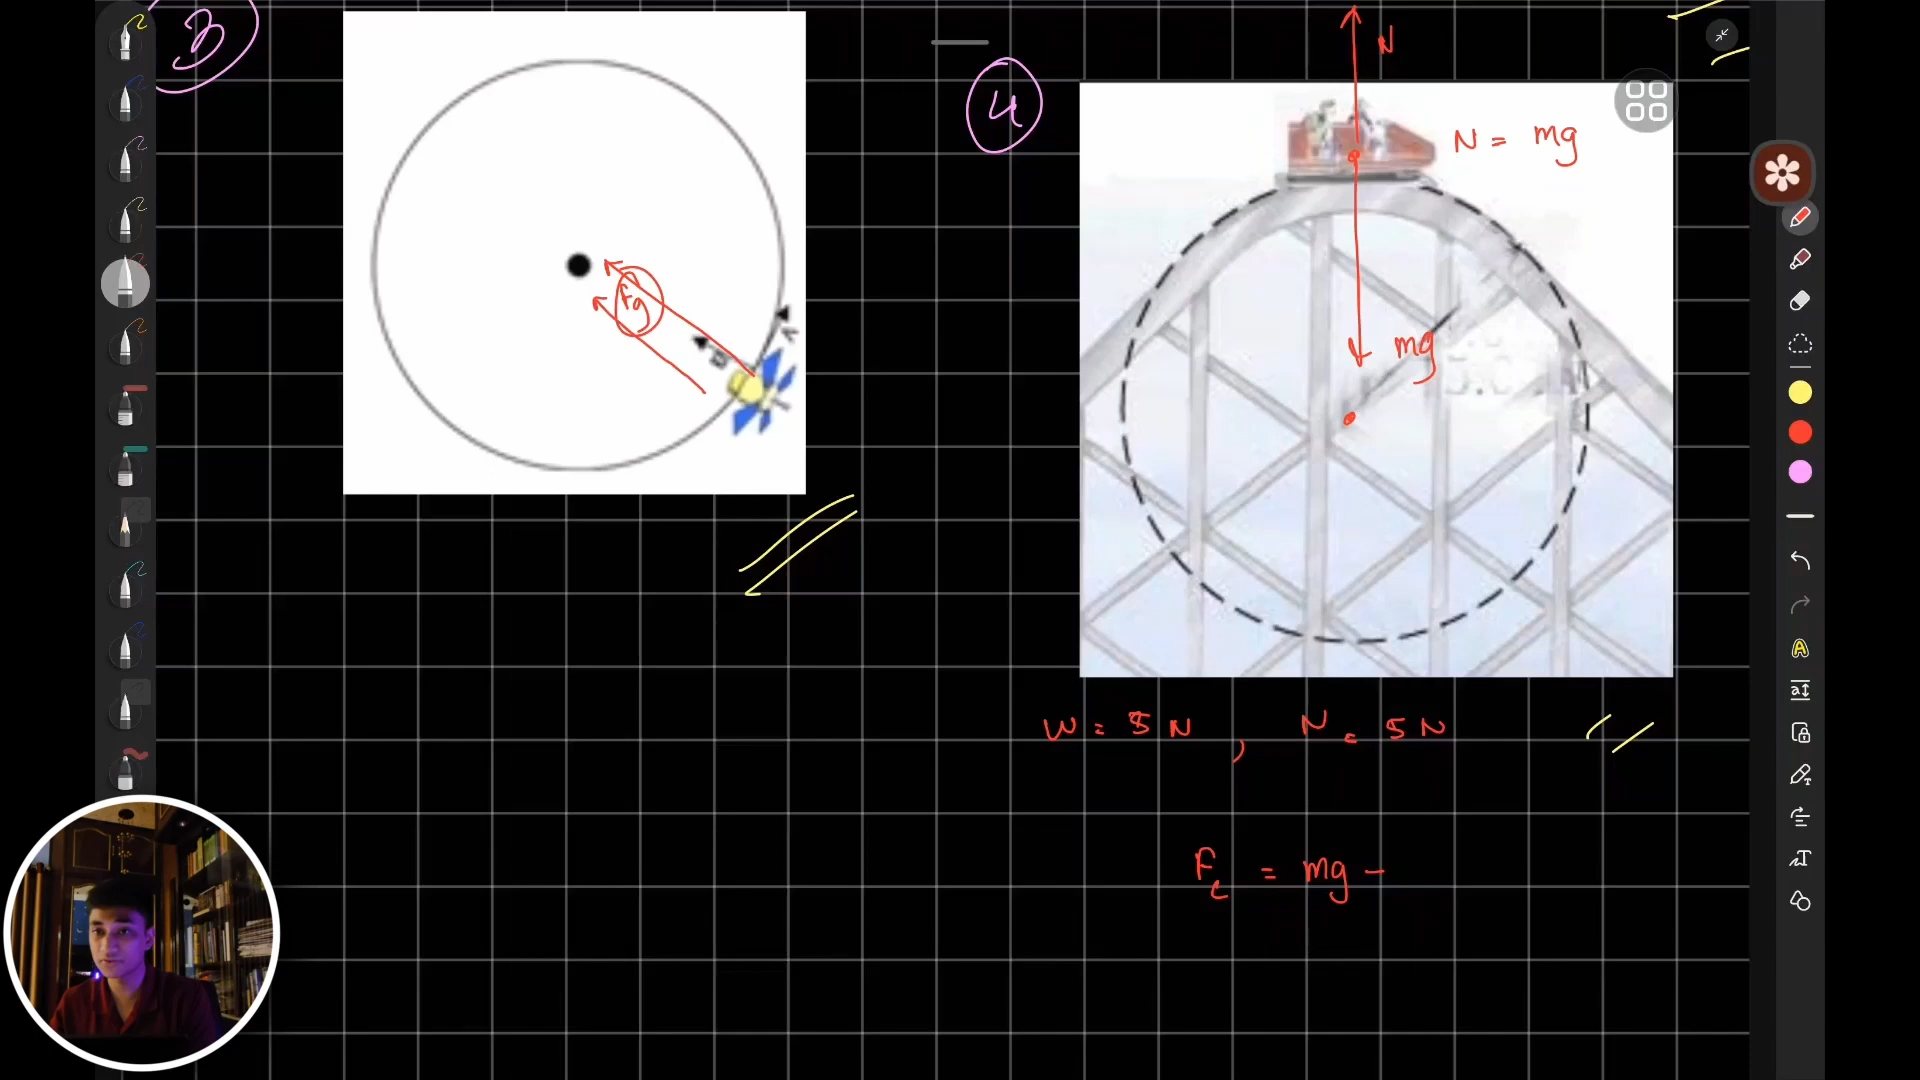 3
Fg
a
v
4
N
N = mg
mg
W = 5 N , N = 5 N
Fc = mg -